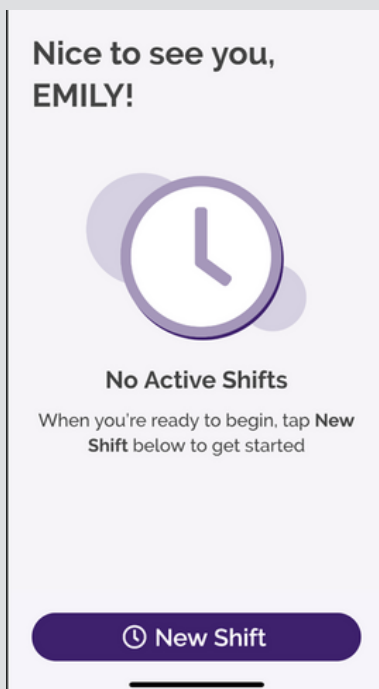 Nice to see you,
EMILY!
No Active Shifts
When you're ready to begin, tap New
Shift below to get started
New Shift